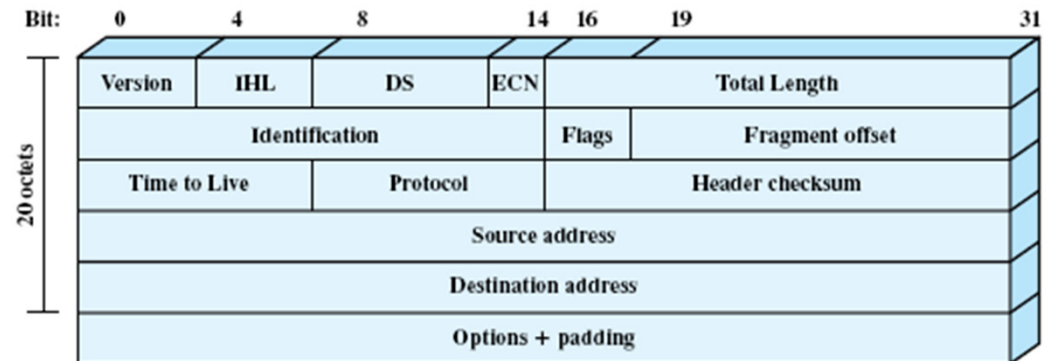 Bit: 0 4 8 14 16 19 31
Version IHL DS ECN Total Length
Identification Flags Fragment offset
Time to Live Protocol Header checksum
20 octets
Source address
Destination address
Options + padding